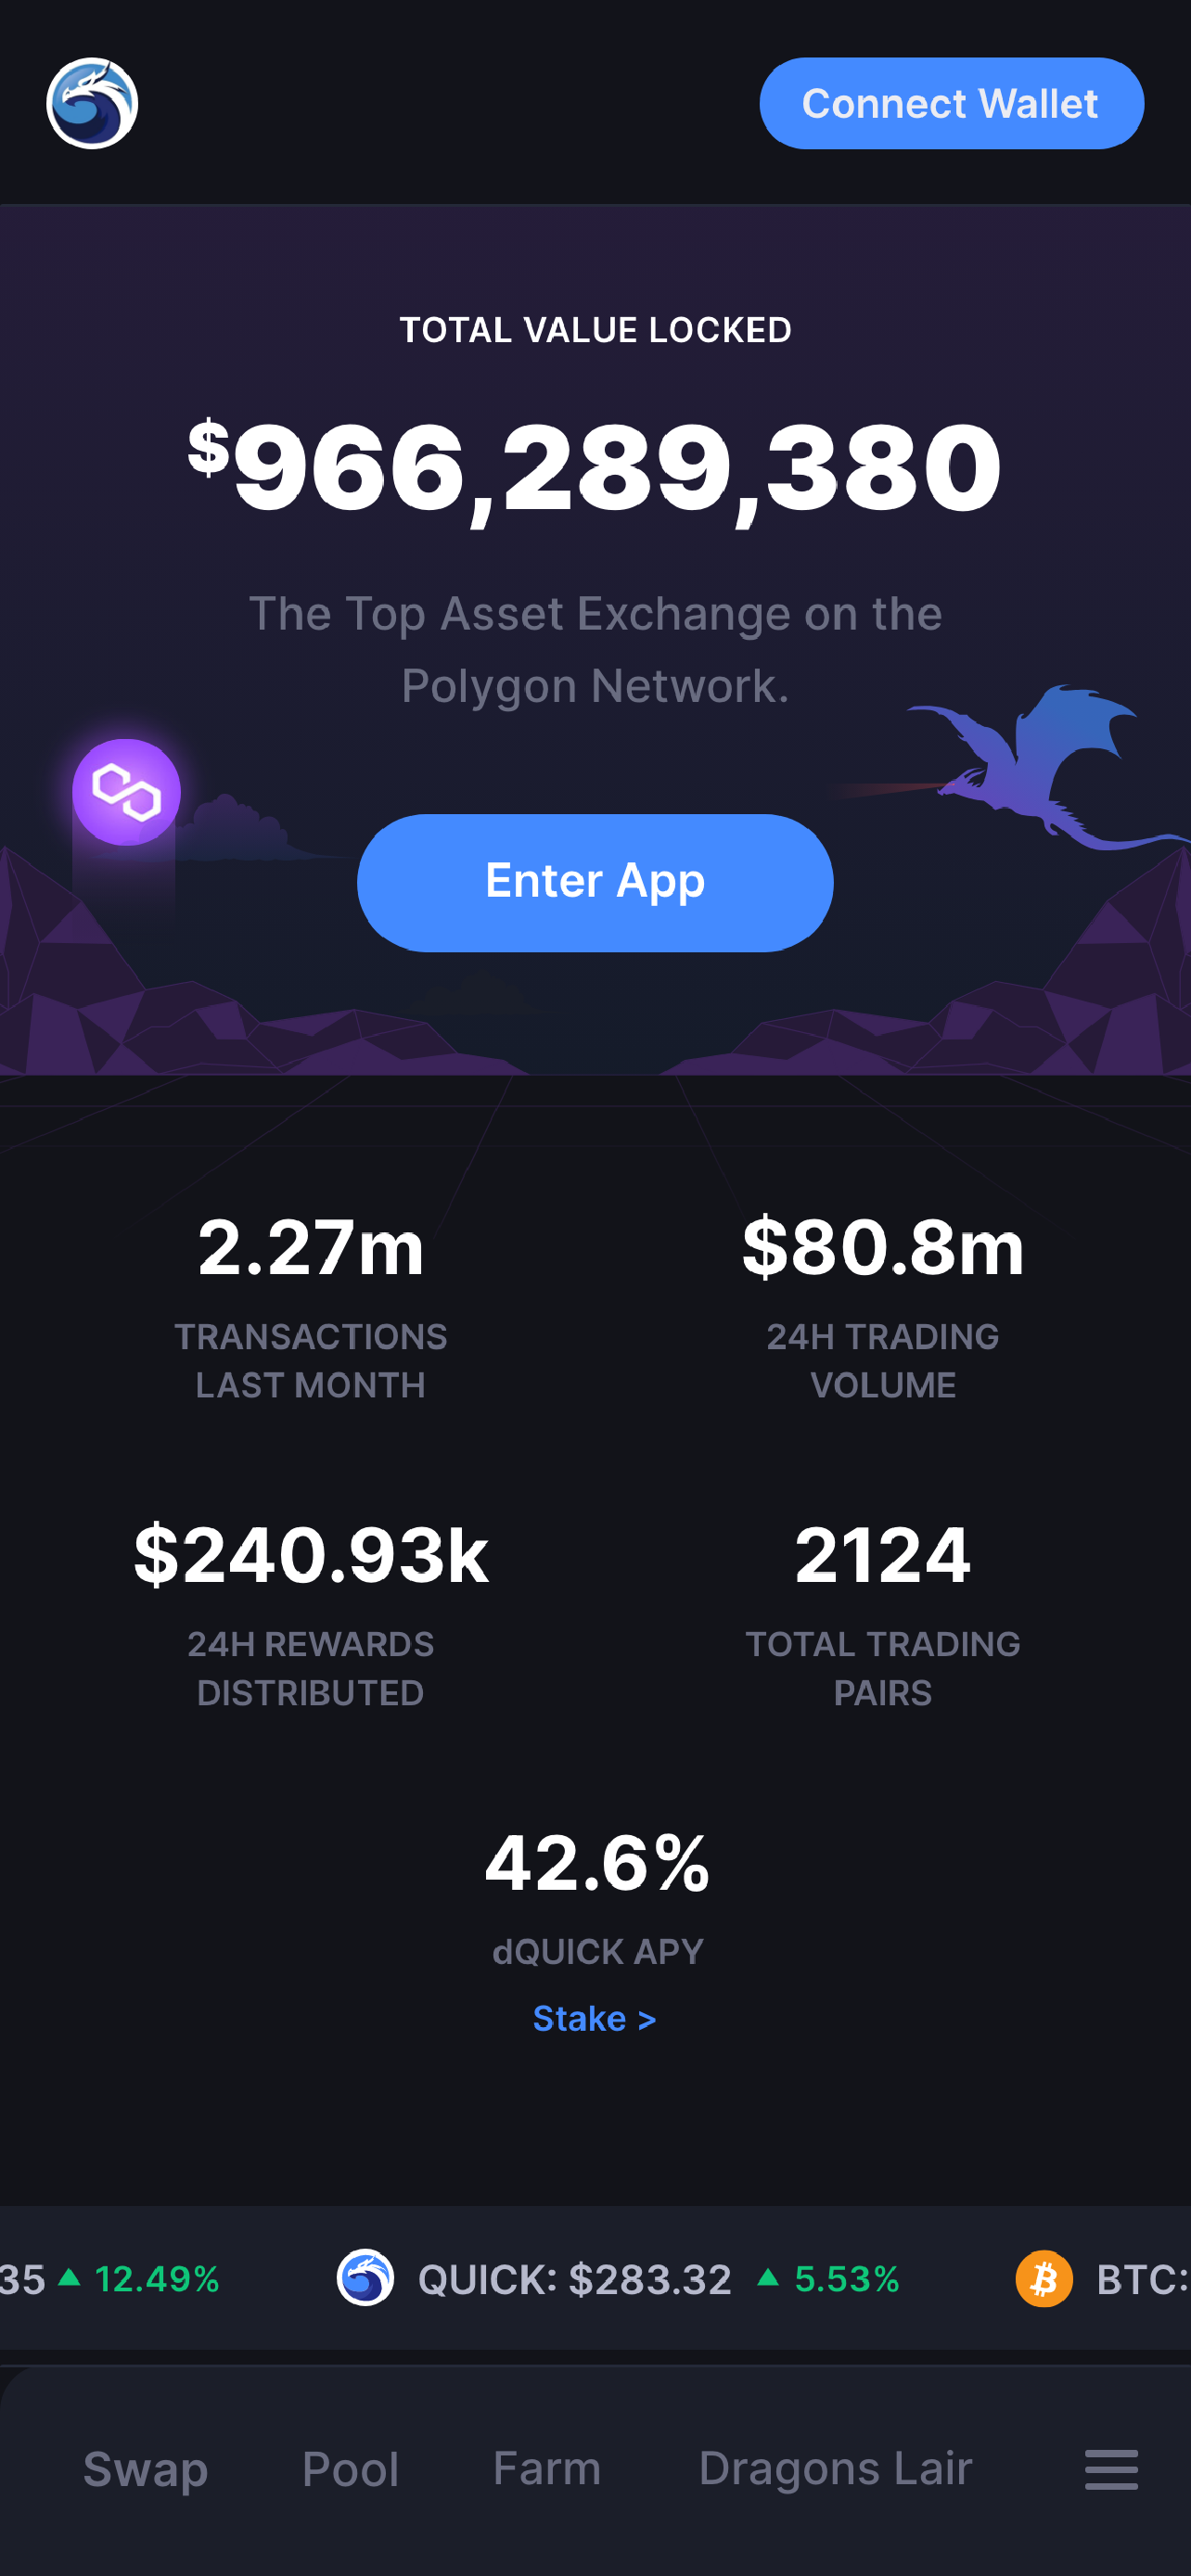 Connect Wallet
TOTAL VALUE LOCKED
$966,289,380
The Top Asset Exchange on the
Polygon Network.
Enter App
2.27m
TRANSACTIONS
LAST MONTH
$80.8m
24H TRADING
VOLUME
$240.93k
24H REWARDS
DISTRIBUTED
2124
TOTAL TRADING
PAIRS
42.6%
dQUICK APY
Stake >
35 ▲ 12.49% QUICK: $283.32 ▲ 5.53% BTC:
Swap Pool Farm Dragons Lair